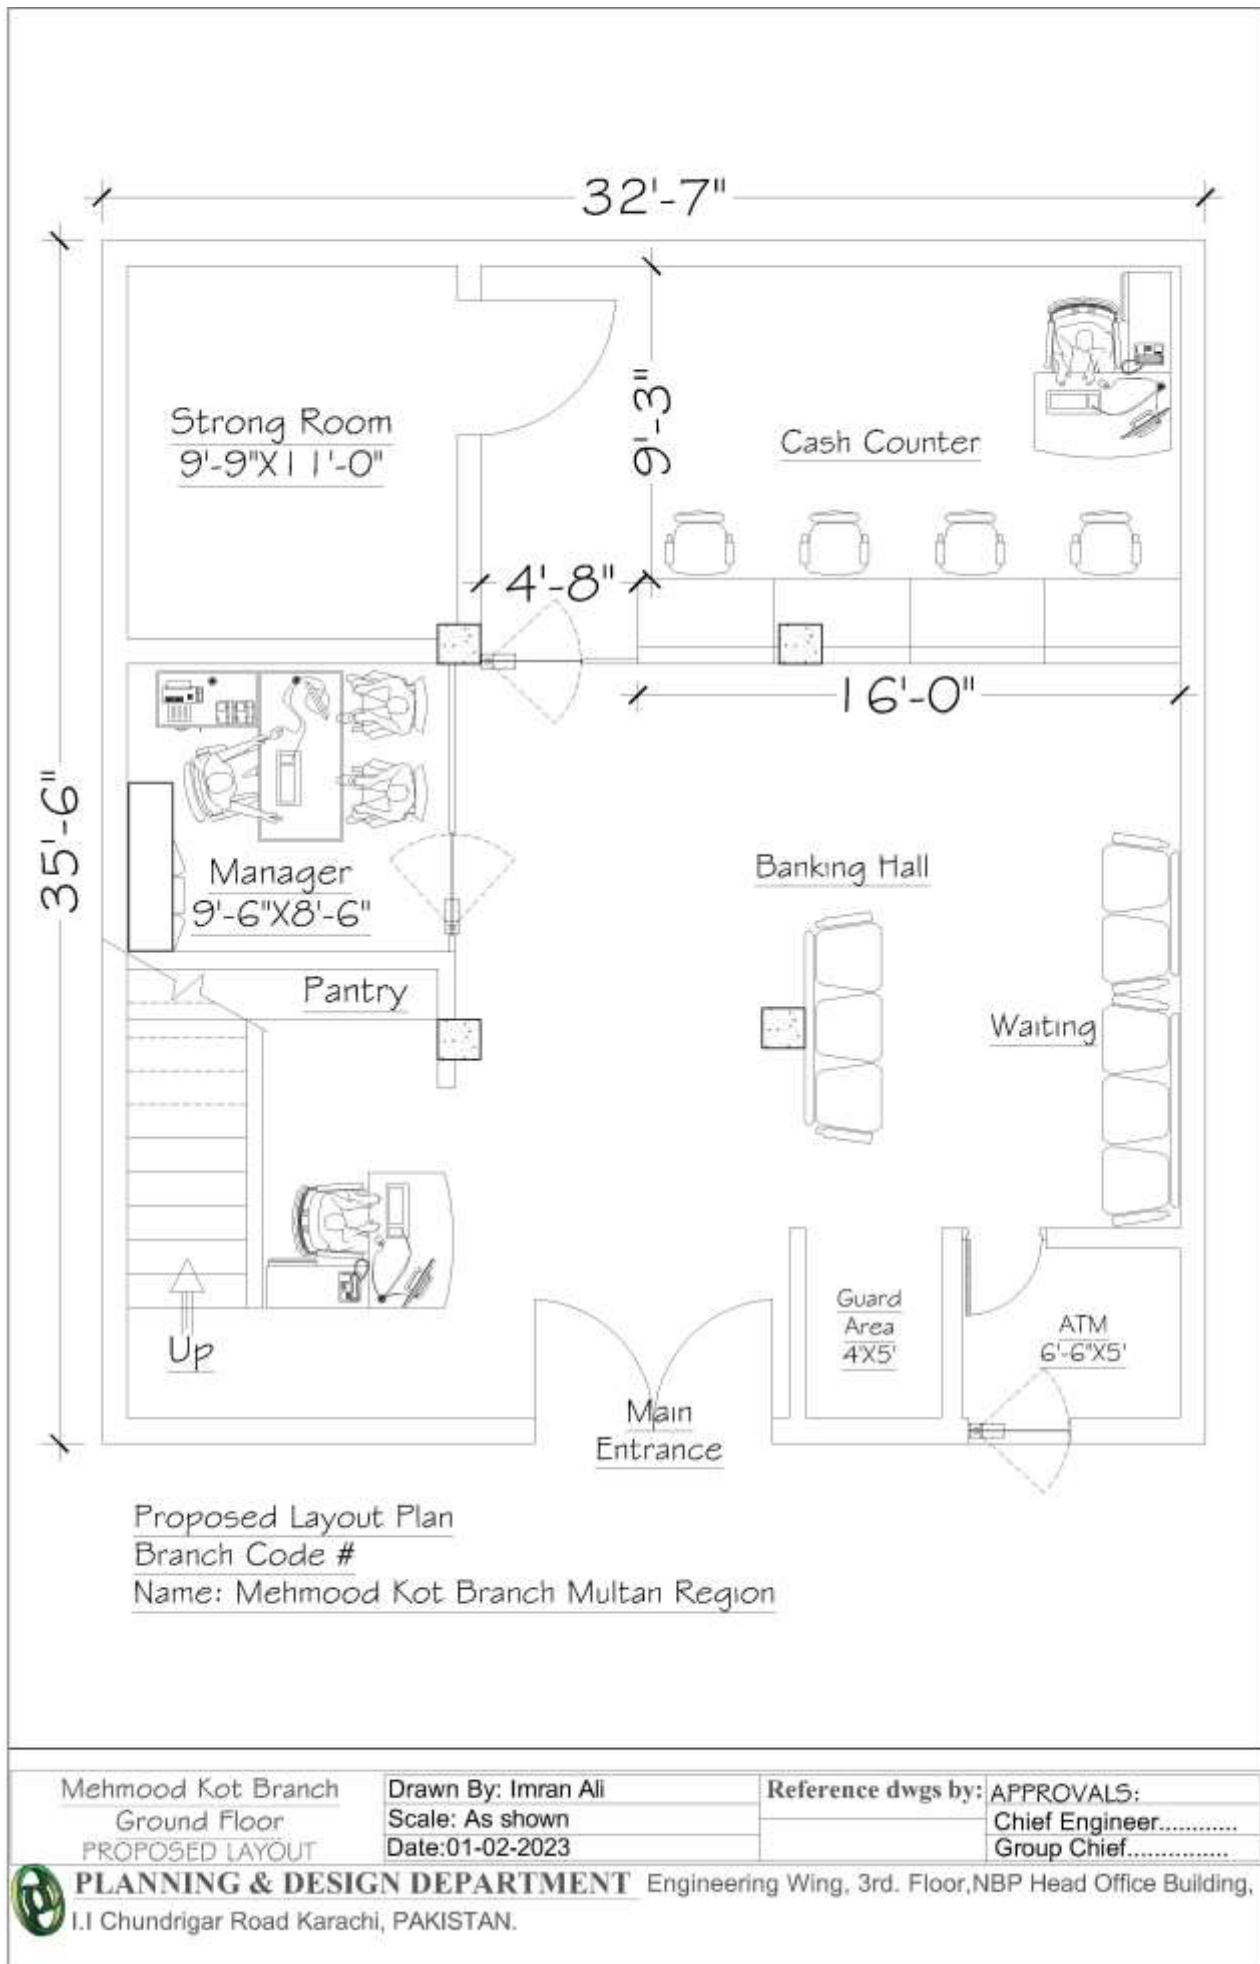 32'-7"
35'-6"
9'-3"
Strong Room
9'-9"X11'-0"
Cash Counter
4'-8"
16'-0"
Manager
9'-6"X8'-6"
Banking Hall
Pantry
Waiting
Up
Guard
Area
4'X5'
ATM
6'-6"X5'
Main
Entrance
Proposed Layout Plan
Branch Code #
Name: Mehmood Kot Branch Multan Region
Mehmood Kot Branch
Ground Floor
PROPOSED LAYOUT
Drawn By: Imran Ali
Scale: As shown
Date:01-02-2023
Reference dwgs by:
APPROVALS:
Chief Engineer............
Group Chief...............
PLANNING & DESIGN DEPARTMENT Engineering Wing, 3rd. Floor,NBP Head Office Building,
I.I Chundrigar Road Karachi, PAKISTAN.